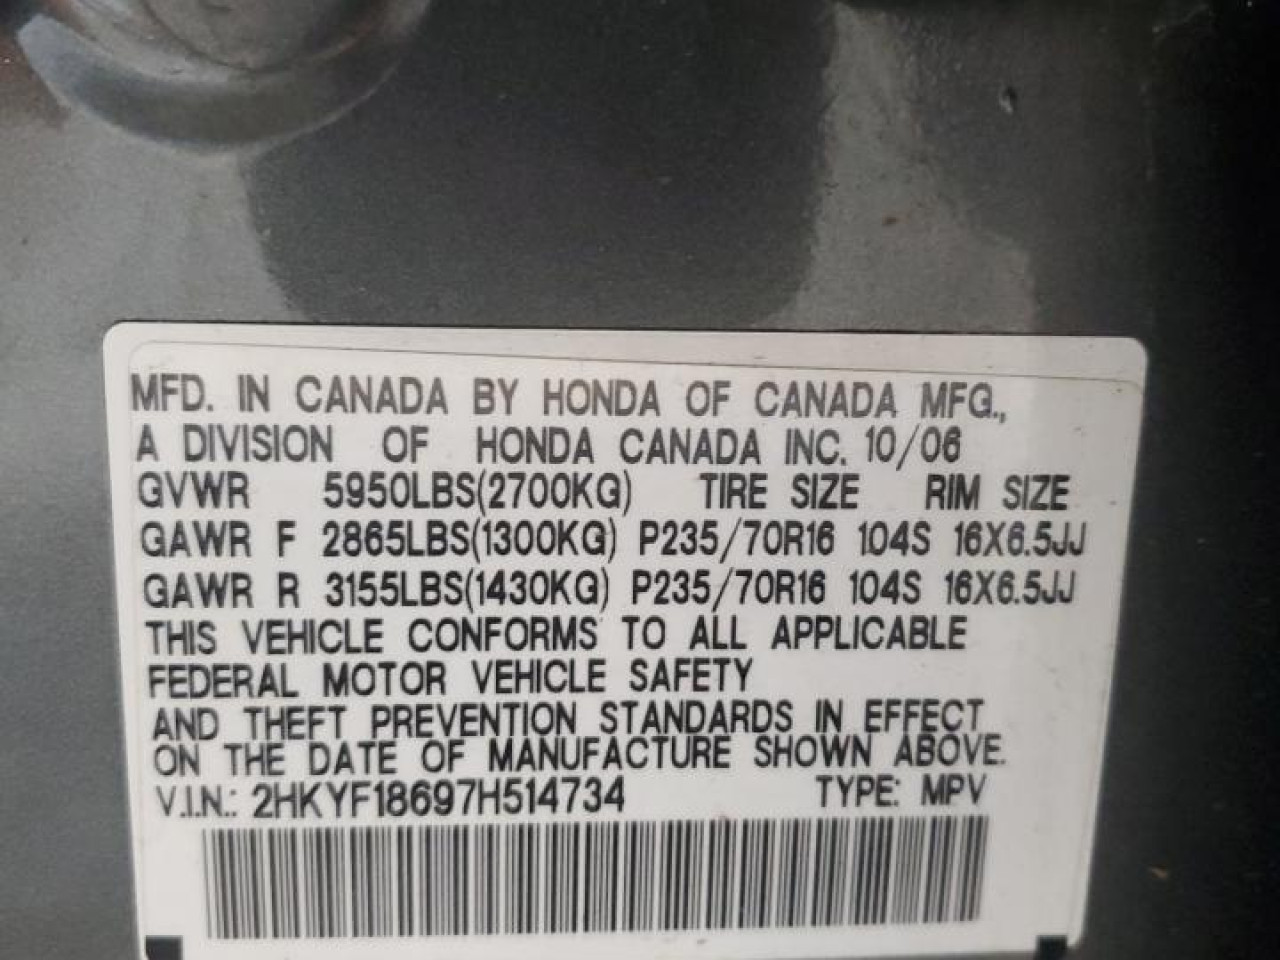 MFD. IN CANADA BY HONDA OF CANADA MFG.,
A DIVISION OF HONDA CANADA INC. 10/06
GVWR 5950LBS(2700KG) TIRE SIZE RIM SIZE
GAWR F 2865LBS(1300KG) P235/70R16 104S 16X6.5JJ
GAWR R 3155LBS(1430KG) P235/70R16 104S 16X6.5JJ
THIS VEHICLE CONFORMS TO ALL APPLICABLE
FEDERAL MOTOR VEHICLE SAFETY
AND THEFT PREVENTION STANDARDS IN EFFECT
ON THE DATE OF MANUFACTURE SHOWN ABOVE.
V.I.N.: 2HKYF18697H514734 TYPE: MPV